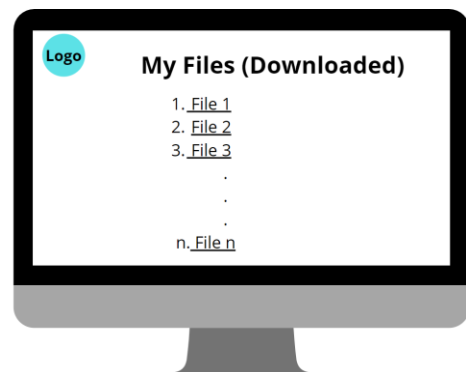 Logo
My Files (Downloaded)
1. File 1
2. File 2
3. File 3
.
.
.
n. File n